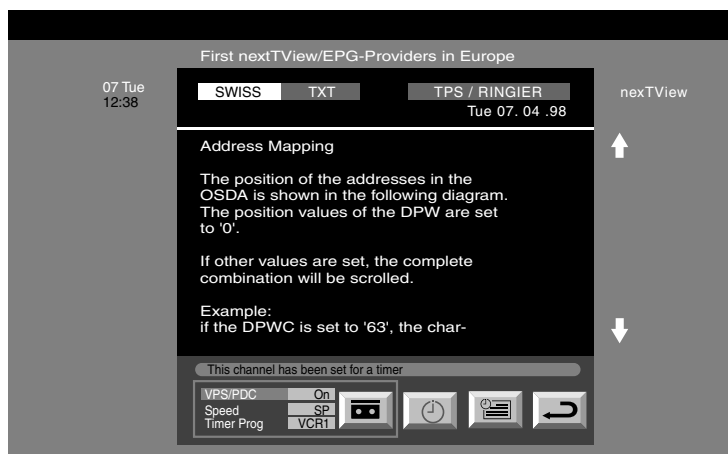 First nextTView/EPG-Providers in Europe
07 Tue
12:38
SWISS TXT TPS / RINGIER nexTView
Tue 07. 04 .98
Address Mapping
The position of the addresses in the
OSDA is shown in the following diagram.
The position values of the DPW are set
to '0'.
If other values are set, the complete
combination will be scrolled.
Example:
if the DPWC is set to '63', the char-
This channel has been set for a timer
VPS/PDC On
Speed SP
Timer Prog VCR1